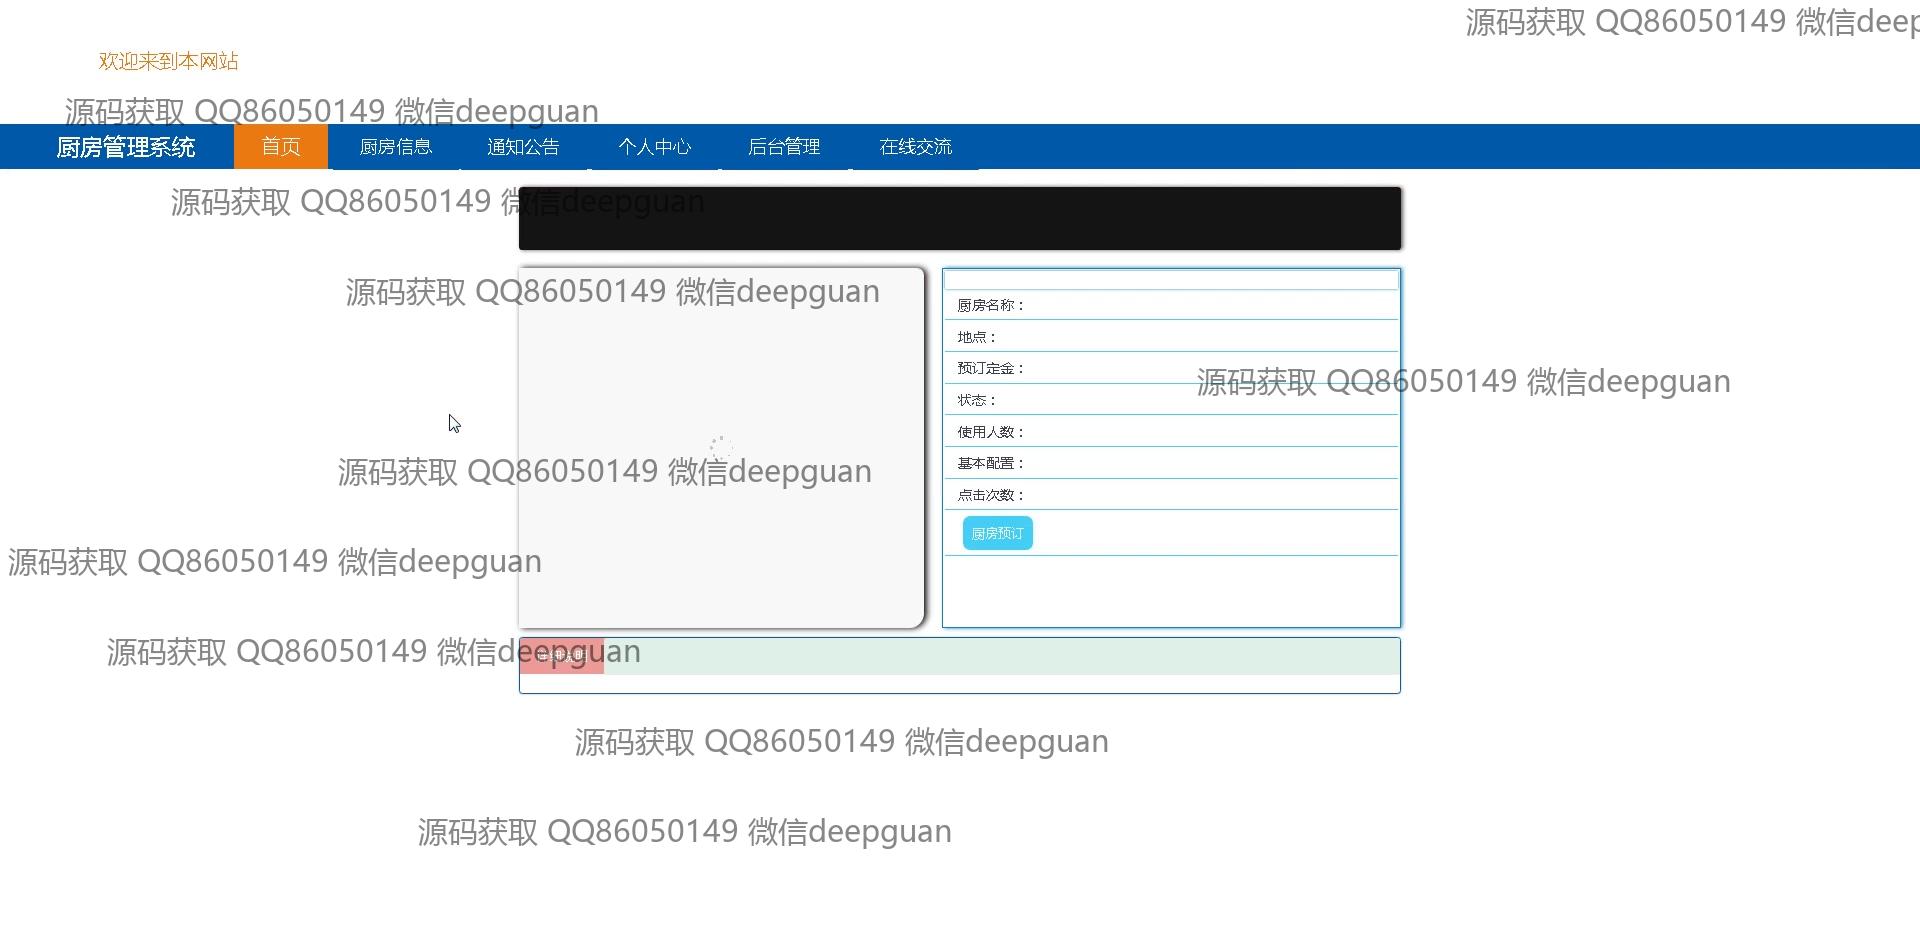 源码获取 QQ86050149 微信deep
欢迎来到本网站
源码获取 QQ86050149 微信deepguan
厨房管理系统 首页 厨房信息 通知公告 个人中心 后台管理 在线交流
源码获取 QQ86050149 微信deepguan
源码获取 QQ86050149 微信deepguan
厨房名称：
地点：
预订定金：
源码获取 QQ86050149 微信deepguan
状态：
使用人数：
基本配置：
源码获取 QQ86050149 微信deepguan
点击次数：
厨房预订
源码获取 QQ86050149 微信deepguan
源码获取 QQ86050149 微信deepguan
详细说明
源码获取 QQ86050149 微信deepguan
源码获取 QQ86050149 微信deepguan